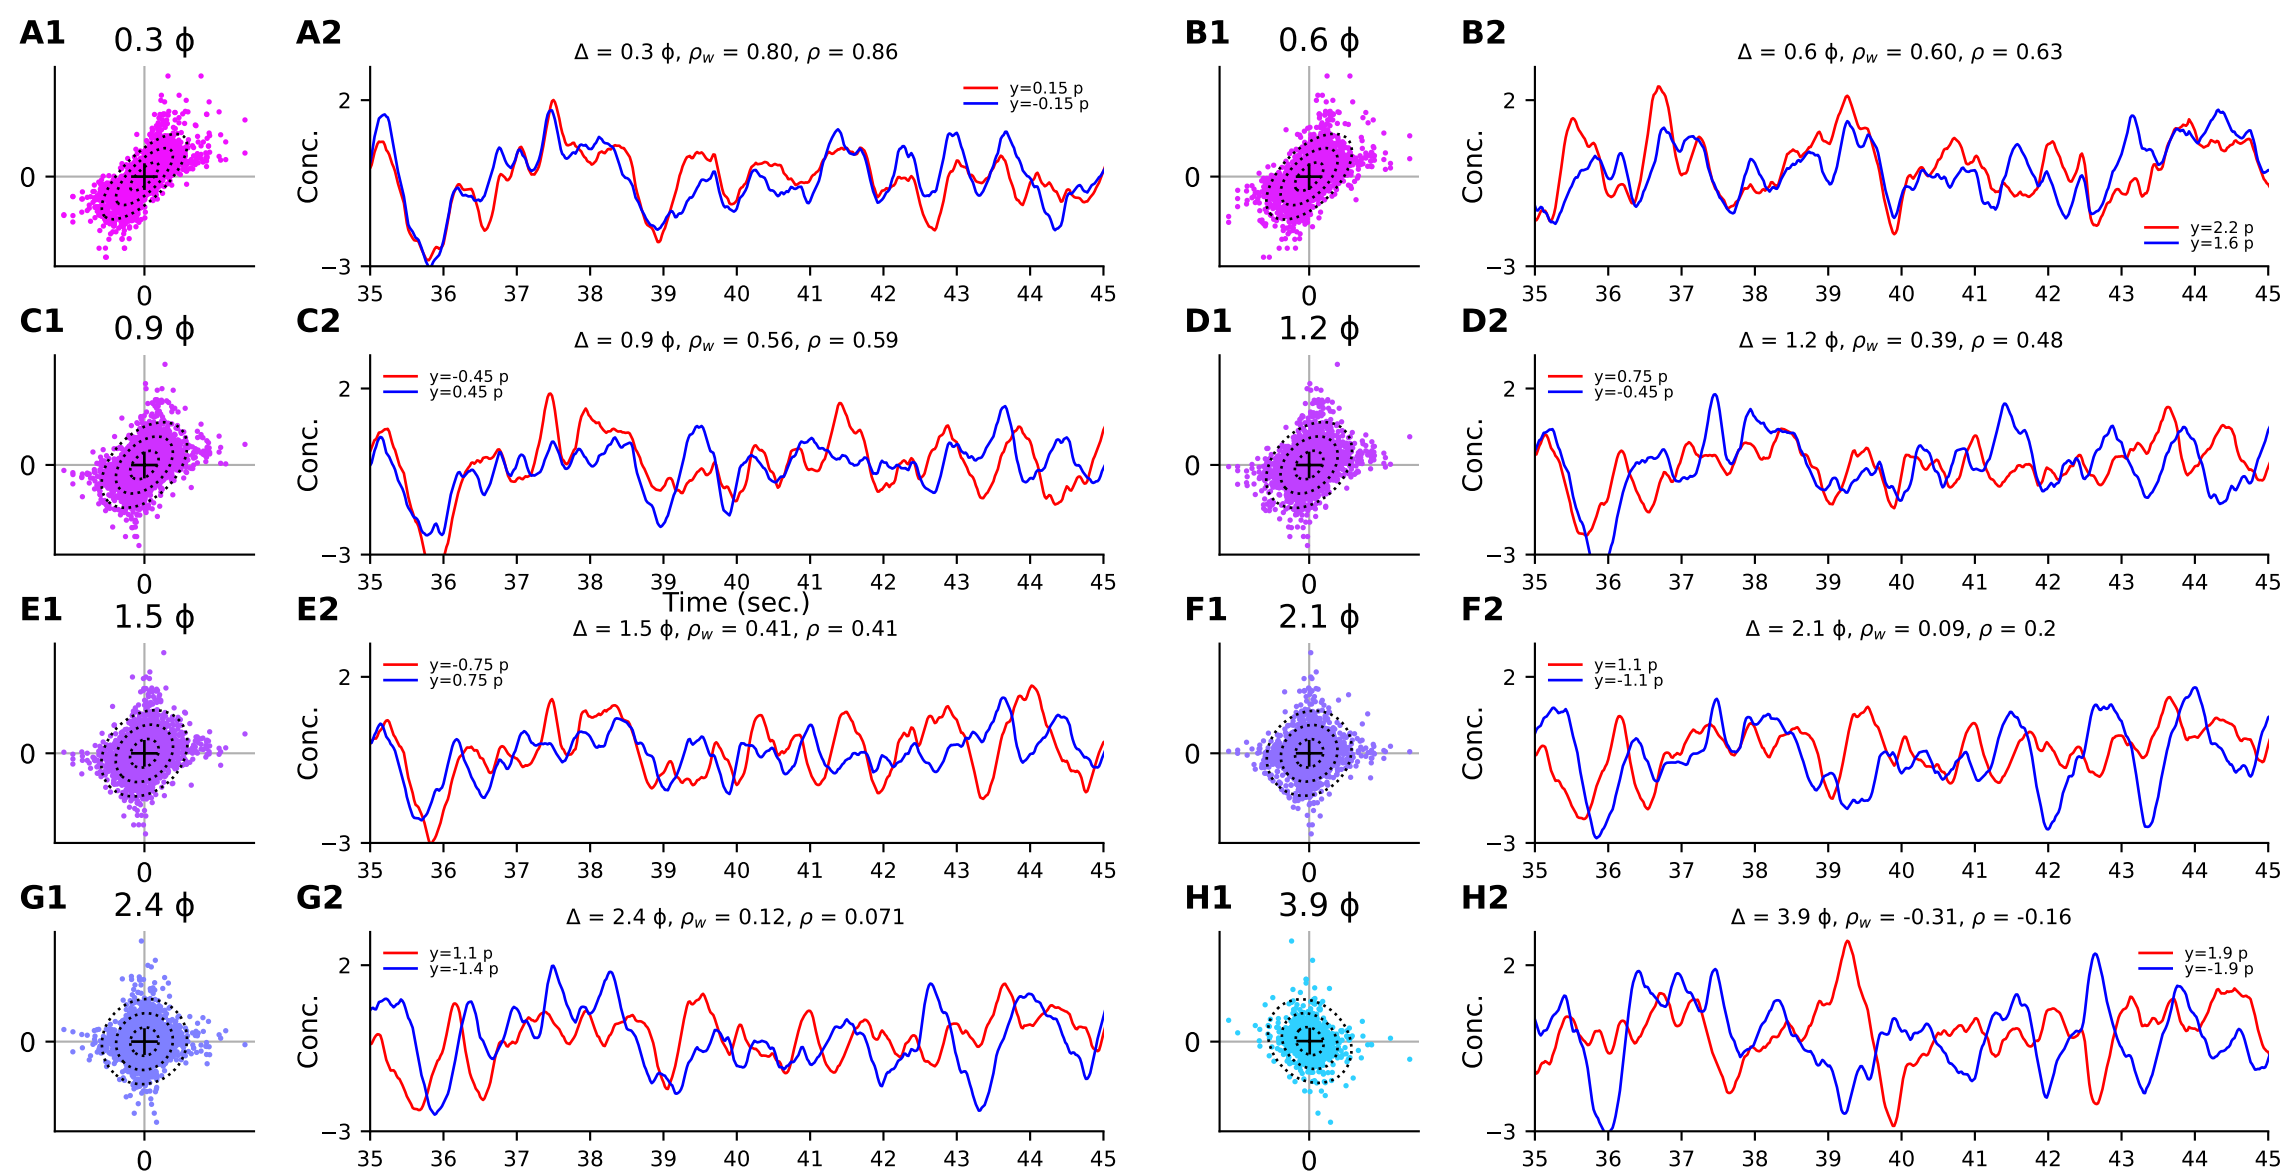 A1 0.3 ϕ
0
0
A2
Δ = 0.3 ϕ, ρw = 0.80, ρ = 0.86
Conc.
2
−3
y=0.15 p
y=-0.15 p
35 36 37 38 39 40 41 42 43 44 45
B1 0.6 ϕ
0
0
B2
Δ = 0.6 ϕ, ρw = 0.60, ρ = 0.63
Conc.
2
−3
y=2.2 p
y=1.6 p
35 36 37 38 39 40 41 42 43 44 45
C1 0.9 ϕ
0
0
C2
Δ = 0.9 ϕ, ρw = 0.56, ρ = 0.59
Conc.
2
−3
y=-0.45 p
y=0.45 p
35 36 37 38 39 40 41 42 43 44 45
Time (sec.)
D1 1.2 ϕ
0
0
D2
Δ = 1.2 ϕ, ρw = 0.39, ρ = 0.48
Conc.
2
−3
y=0.75 p
y=-0.45 p
35 36 37 38 39 40 41 42 43 44 45
E1 1.5 ϕ
0
0
E2
Δ = 1.5 ϕ, ρw = 0.41, ρ = 0.41
Conc.
2
−3
y=-0.75 p
y=0.75 p
35 36 37 38 39 40 41 42 43 44 45
F1 2.1 ϕ
0
0
F2
Δ = 2.1 ϕ, ρw = 0.09, ρ = 0.2
Conc.
2
−3
y=1.1 p
y=-1.1 p
35 36 37 38 39 40 41 42 43 44 45
G1 2.4 ϕ
0
0
G2
Δ = 2.4 ϕ, ρw = 0.12, ρ = 0.071
Conc.
2
−3
y=1.1 p
y=-1.4 p
35 36 37 38 39 40 41 42 43 44 45
H1 3.9 ϕ
0
0
H2
Δ = 3.9 ϕ, ρw = -0.31, ρ = -0.16
Conc.
2
−3
y=1.9 p
y=-1.9 p
35 36 37 38 39 40 41 42 43 44 45